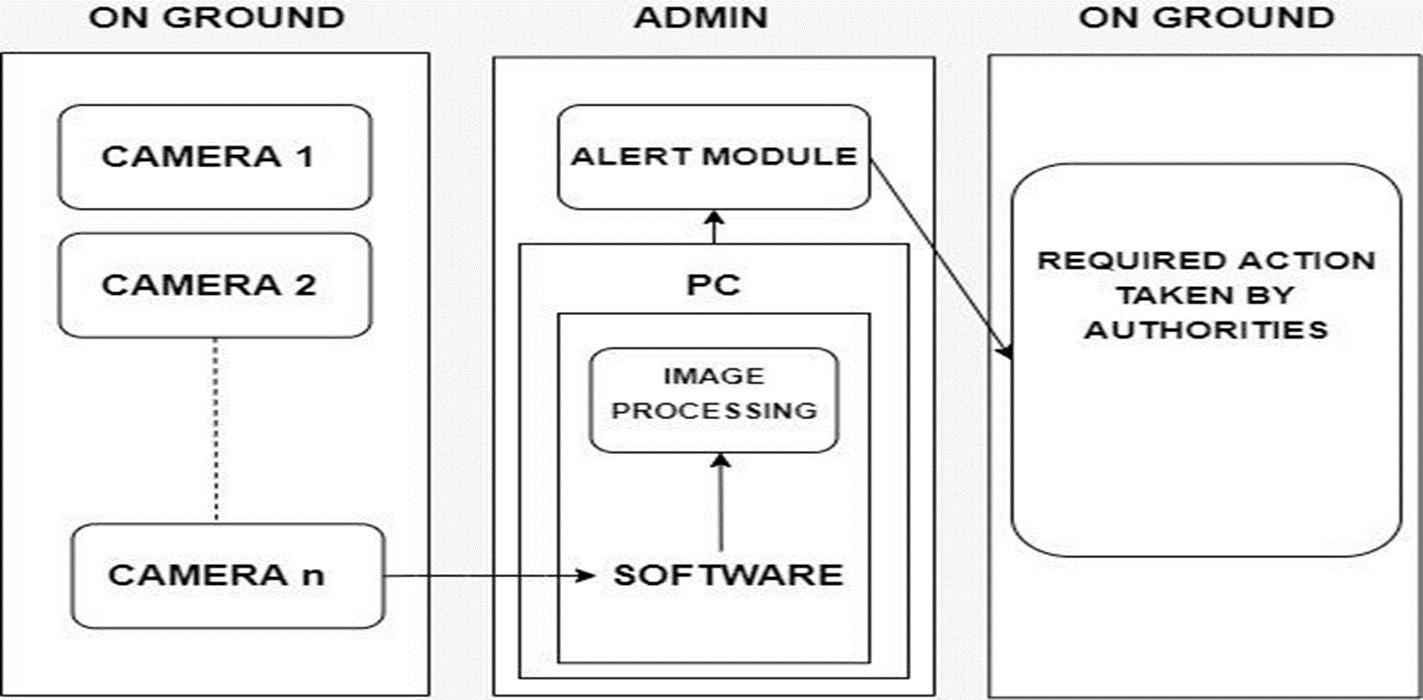 ON GROUND
CAMERA 1
CAMERA 2
CAMERA n
ADMIN
ALERT MODULE
PC
IMAGE
PROCESSING
SOFTWARE
ON GROUND
REQUIRED ACTION
TAKEN BY
AUTHORITIES